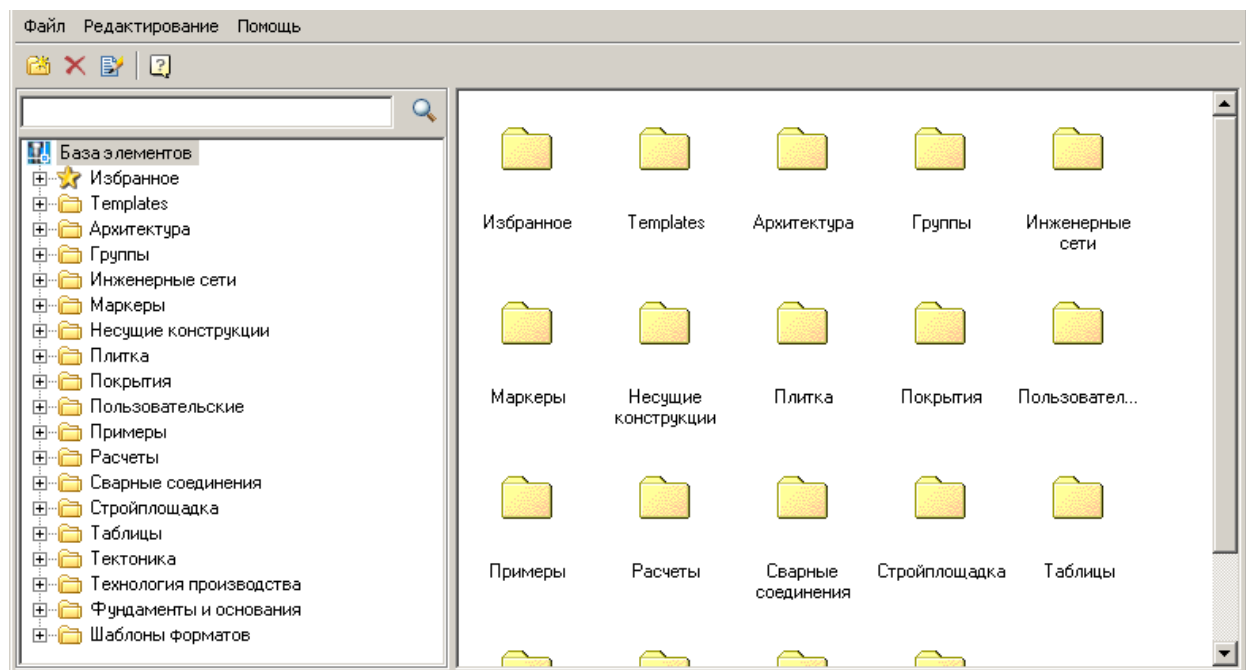 Файл Редактирование Помощь
База элементов
Избранное
Templates
Архитектура
Группы
Инженерные сети
Маркеры
Несущие конструкции
Плитка
Покрытия
Пользовательские
Примеры
Расчеты
Сварные соединения
Стройплощадка
Таблицы
Тектоника
Технология производства
Фундаменты и основания
Шаблоны форматов
Избранное Templates Архитектура Группы Инженерные
сети
Маркеры Несущие Плитка Покрытия Пользовател...
конструкции
Примеры Расчеты Сварные Стройплощадка Таблицы
соединения